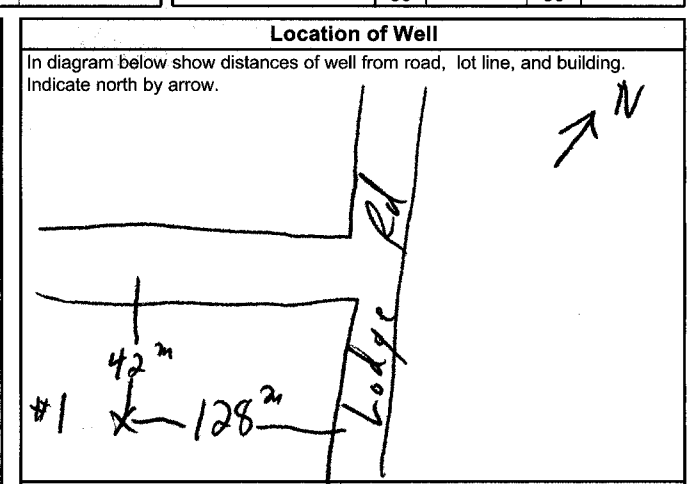 Location of Well
In diagram below show distances of well from road, lot line, and building.
Indicate north by arrow.
N
Lodge Rd
42 m
#1 X 128 m